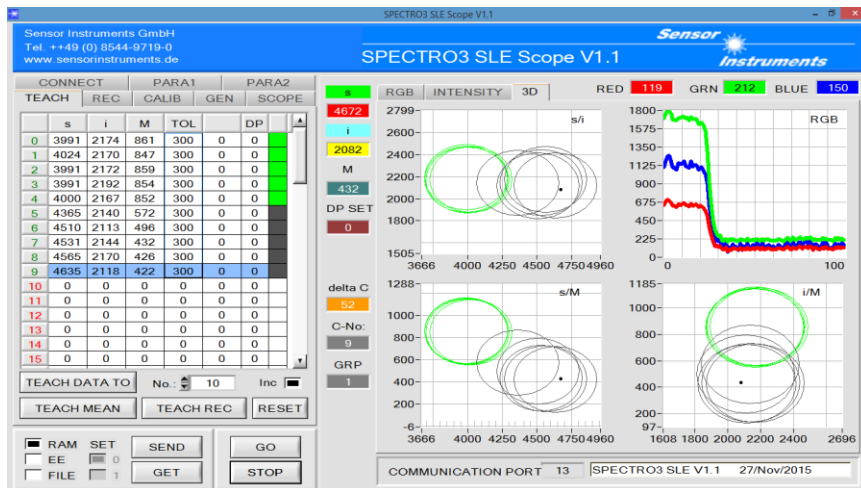 SPECTRO3 SLE Scope V1.1
Sensor Instruments GmbH
Tel. ++49 (0) 8544-9719-0
www.sensorinstruments.de
SPECTRO3 SLE Scope V1.1
Sensor
Instruments
CONNECT PARA1 PARA2
TEACH REC CALIB GEN SCOPE
s i M TOL DP
0 3991 2174 861 300 0 0
1 4024 2170 847 300 0 0
2 3991 2172 859 300 0 0
3 3991 2192 854 300 0 0
4 4000 2167 852 300 0 0
5 4365 2140 572 300 0 0
6 4510 2113 496 300 0 0
7 4531 2144 432 300 0 0
8 4565 2170 426 300 0 0
9 4635 2118 422 300 0 0
10 0 0 0 0 0 0
11 0 0 0 0 0 0
12 0 0 0 0 0 0
13 0 0 0 0 0 0
14 0 0 0 0 0 0
15 0 0 0 0 0 0
TEACH DATA TO No.: 10 Inc
TEACH MEAN TEACH REC RESET
RAM SET
EE 0
FILE 1
SEND GO
GET STOP
s
4672
i
2082
M
432
DP SET
0
delta C
52
C-No:
9
GRP
1
RGB INTENSITY 3D
RED 119 GRN 212 BLUE 150
s/i
2799-
2600-
2400-
2200-
2000-
1800-
1505-
3666 4000 4250 4500 4750 4960
RGB
1800-
1575-
1350-
1125-
900-
675-
450-
225-
0-
0 100
s/M
1288-
1000-
800-
600-
400-
200-
-6-
3666 4000 4250 4500 4750 4960
i/M
1185-
1000-
800-
600-
400-
200-
97-
1608 1800 2000 2200 2400 2696
COMMUNICATION PORT 13 SPECTRO3 SLE V1.1 27/Nov/2015